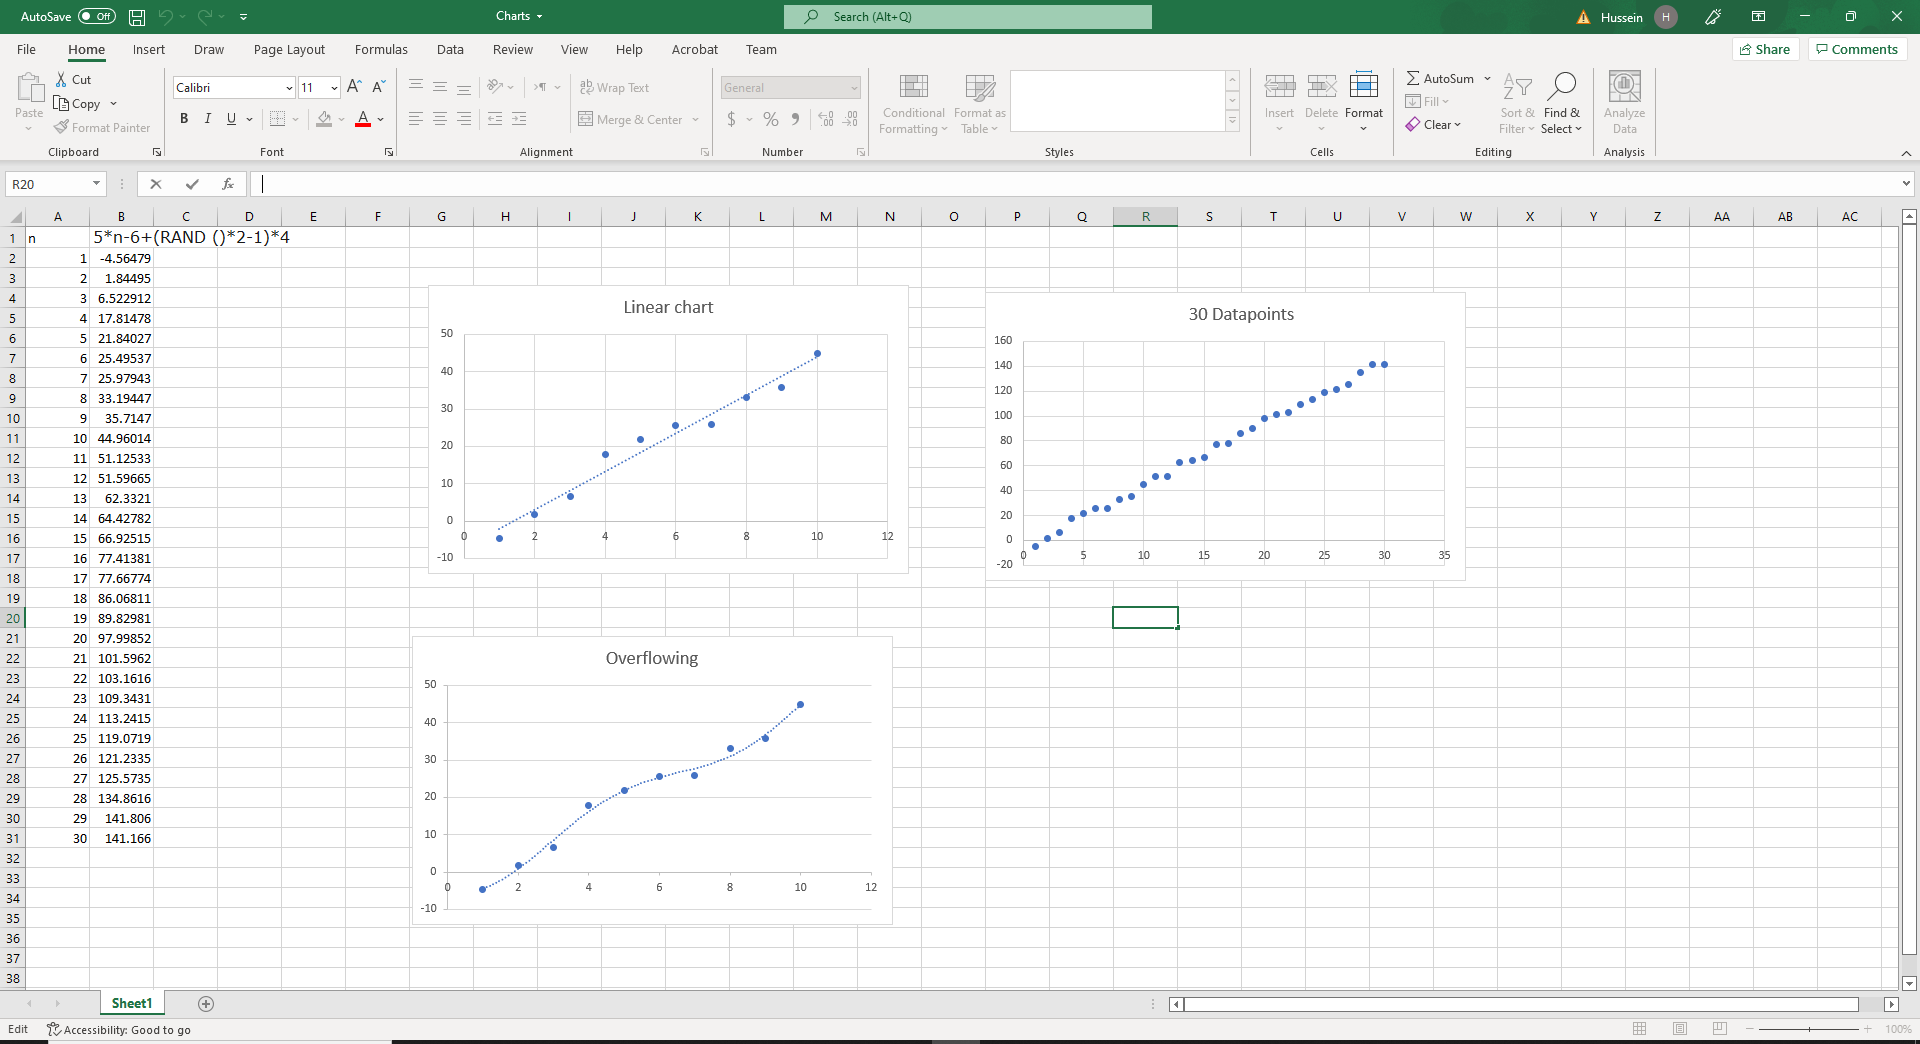 AutoSave Off
Charts
Search (Alt+Q)
Hussein H
File Home Insert Draw Page Layout Formulas Data Review View Help Acrobat Team
Share Comments
Paste
Cut
Copy
Format Painter
Clipboard
Calibri 11
A A
B I U A
Font
ab Wrap Text
Merge & Center
Alignment
General
$ % 9
Number
Conditional Formatting
Format as Table
Styles
Insert Delete Format
Cells
AutoSum
Fill
Clear
Sort & Filter
Find & Select
Editing
Analyze Data
Analysis
R20 fx
A B C D E F G H I J K L M N O P Q R S T U V W X Y Z AA AB AC
1 n 5*n-6+(RAND ()*2-1)*4
2 1 -4.56479
3 2 1.84495
4 3 6.522912
5 4 17.81478
6 5 21.84027
7 6 25.49537
8 7 25.97943
9 8 33.19447
10 9 35.7147
11 10 44.96014
12 11 51.12533
13 12 51.59665
14 13 62.3321
15 14 64.42782
16 15 66.92515
17 16 77.41381
18 17 77.66774
19 18 86.06811
20 19 89.82981
21 20 97.99852
22 21 101.5962
23 22 103.1616
24 23 109.3431
25 24 113.2415
26 25 119.0719
27 26 121.2335
28 27 125.5735
29 28 134.8616
30 29 141.806
31 30 141.166
32
33
34
35
36
37
38
Linear chart
50
40
30
20
10
0
-10
0 2 4 6 8 10 12
30 Datapoints
160
140
120
100
80
60
40
20
0
-20
0 5 10 15 20 25 30 35
Overflowing
50
40
30
20
10
0
-10
0 2 4 6 8 10 12
Sheet1
Edit Accessibility: Good to go
100%